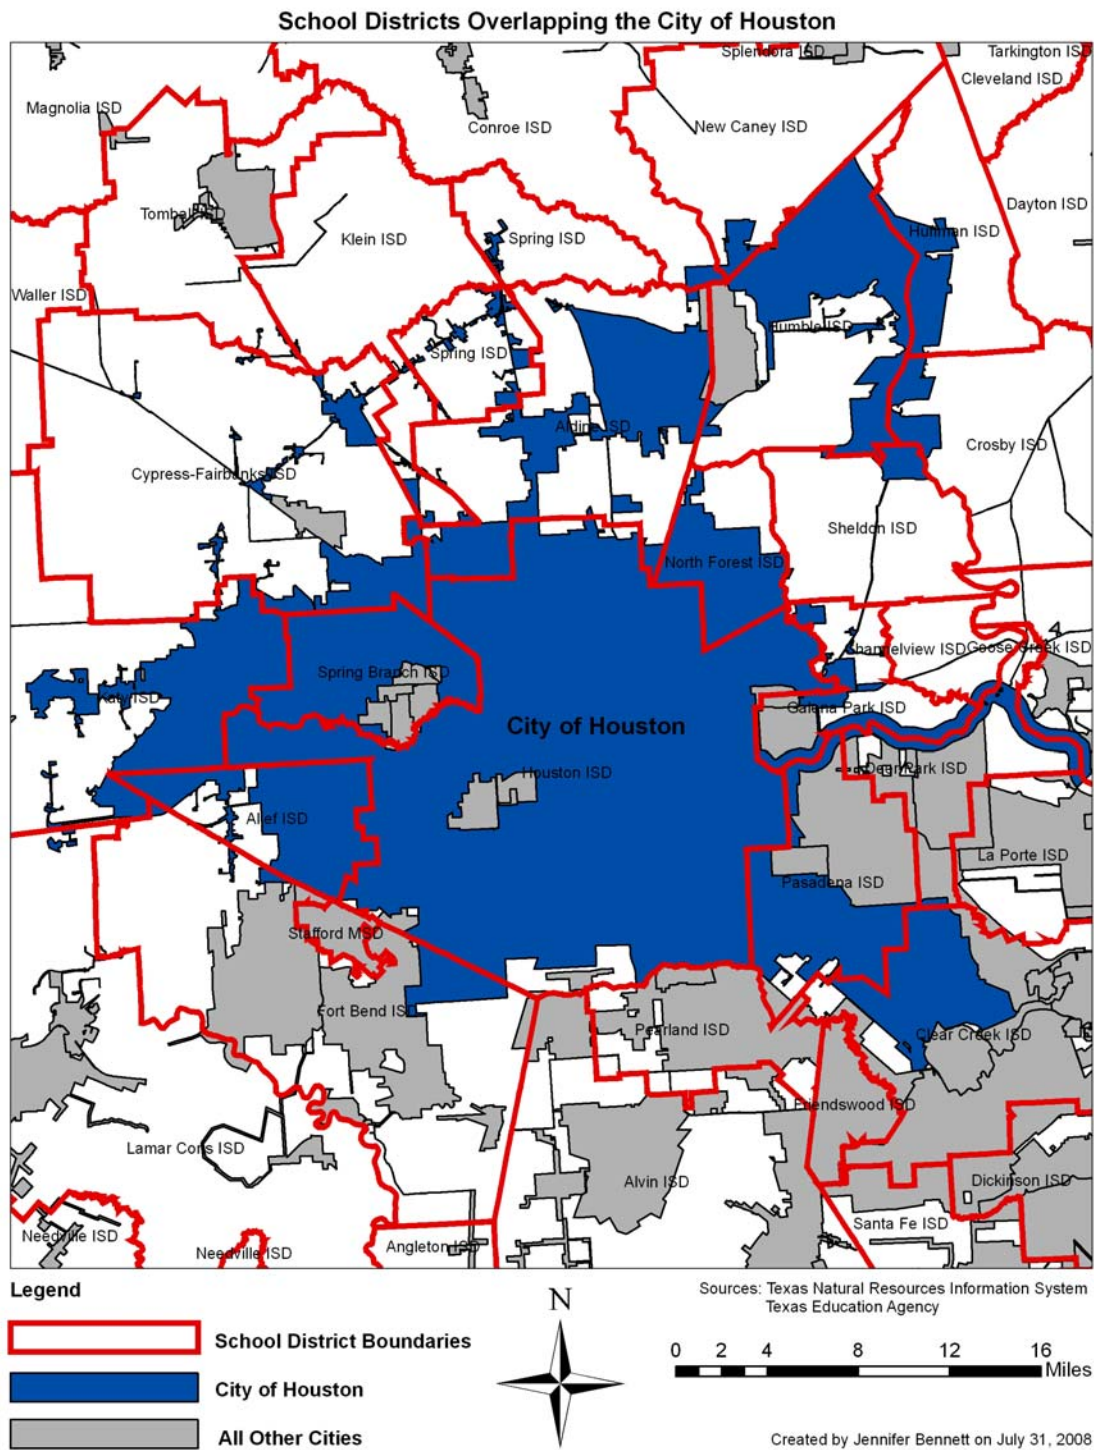 School Districts Overlapping the City of Houston
Splendora ISD
Tarkington ISD
Cleveland ISD
Magnolia ISD
Conroe ISD
New Caney ISD
Dayton ISD
Tomball ISD
Klein ISD
Spring ISD
Huffman ISD
Waller ISD
Humble ISD
Spring ISD
Aldine ISD
Crosby ISD
Cypress-Fairbanks ISD
Sheldon ISD
North Forest ISD
Channelview ISD
Goose Creek ISD
Spring Branch ISD
Katy ISD
Galena Park ISD
City of Houston
Houston ISD
Deer Park ISD
Alief ISD
La Porte ISD
Pasadena ISD
Stafford MSD
Fort Bend ISD
Pearland ISD
Clear Creek ISD
Friendswood ISD
Lamar Cons ISD
Alvin ISD
Dickinson ISD
Santa Fe ISD
Needville ISD
Needville ISD
Angleton ISD
Legend
School District Boundaries
City of Houston
All Other Cities
N
Sources: Texas Natural Resources Information System
Texas Education Agency
0 2 4 8 12 16
Miles
Created by Jennifer Bennett on July 31, 2008